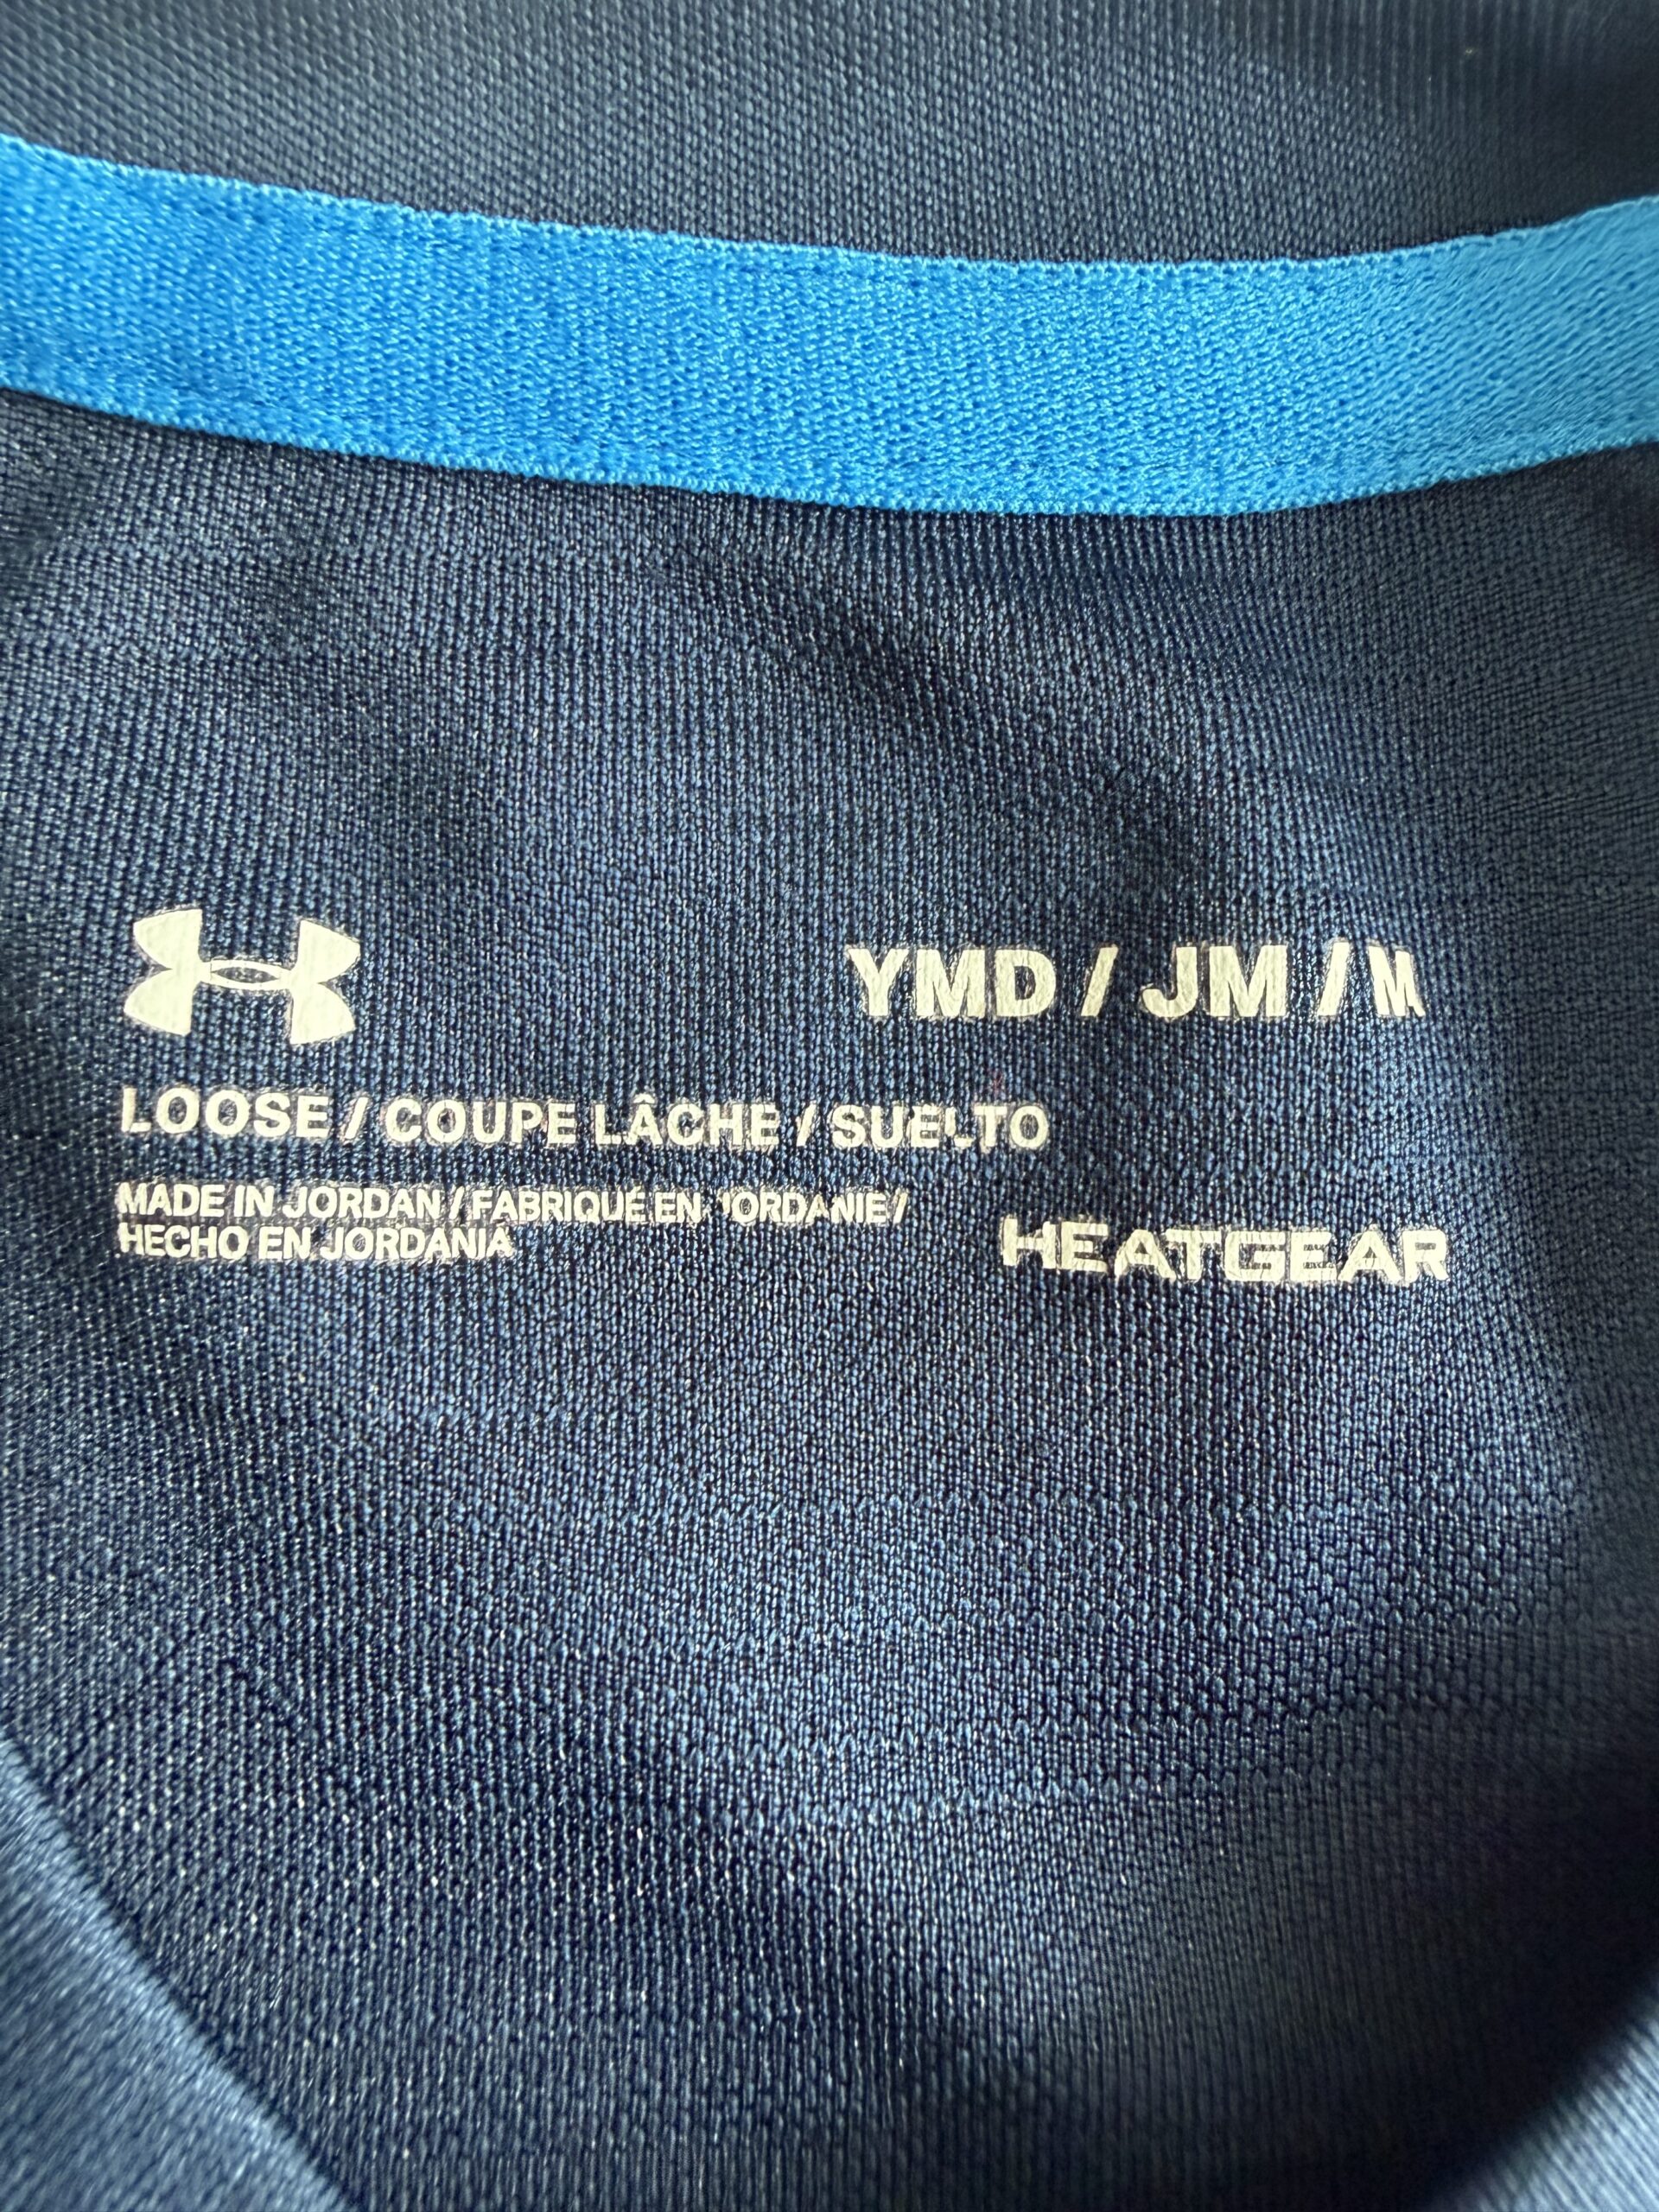 YMD / JM / M
LOOSE / COUPE LÂCHE / SUELTO
MADE IN JORDAN / FABRIQUÉ EN JORDANIE /
HECHO EN JORDANIA
HEATGEAR